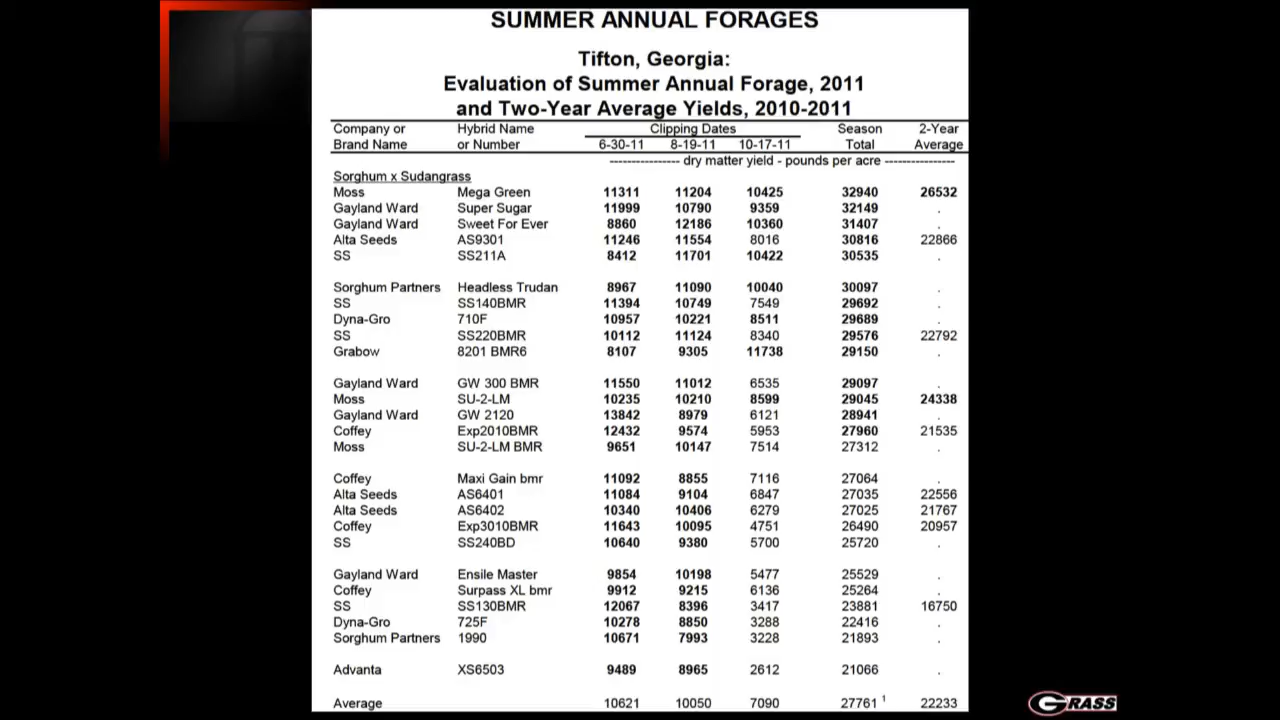 SUMMER ANNUAL FORAGES
Tifton, Georgia:
Evaluation of Summer Annual Forage, 2011
and Two-Year Average Yields, 2010-2011
Company or Hybrid Name Clipping Dates Season 2-Year
Brand Name or Number 6-30-11 8-19-11 10-17-11 Total Average
---------------- dry matter yield - pounds per acre ----------------
Sorghum x Sudangrass
Moss Mega Green 11311 11204 10425 32940 26532
Gayland Ward Super Sugar 11999 10790 9359 32149 .
Gayland Ward Sweet For Ever 8860 12186 10360 31407 .
Alta Seeds AS9301 11246 11554 8016 30816 22866
SS SS211A 8412 11701 10422 30535 .
Sorghum Partners Headless Trudan 8967 11090 10040 30097 .
SS SS140BMR 11394 10749 7549 29692 .
Dyna-Gro 710F 10957 10221 8511 29689 .
SS SS220BMR 10112 11124 8340 29576 22792
Grabow 8201 BMR6 8107 9305 11738 29150 .
Gayland Ward GW 300 BMR 11550 11012 6535 29097 .
Moss SU-2-LM 10235 10210 8599 29045 24338
Gayland Ward GW 2120 13842 8979 6121 28941 .
Coffey Exp2010BMR 12432 9574 5953 27960 21535
Moss SU-2-LM BMR 9651 10147 7514 27312 .
Coffey Maxi Gain bmr 11092 8855 7116 27064 .
Alta Seeds AS6401 11084 9104 6847 27035 22556
Alta Seeds AS6402 10340 10406 6279 27025 21767
Coffey Exp3010BMR 11643 10095 4751 26490 20957
SS SS240BD 10640 9380 5700 25720 .
Gayland Ward Ensile Master 9854 10198 5477 25529 .
Coffey Surpass XL bmr 9912 9215 6136 25264 .
SS SS130BMR 12067 8396 3417 23881 16750
Dyna-Gro 725F 10278 8850 3288 22416 .
Sorghum Partners 1990 10671 7993 3228 21893 .
Advanta XS6503 9489 8965 2612 21066 .
Average 10621 10050 7090 27761 1 22233
GRASS